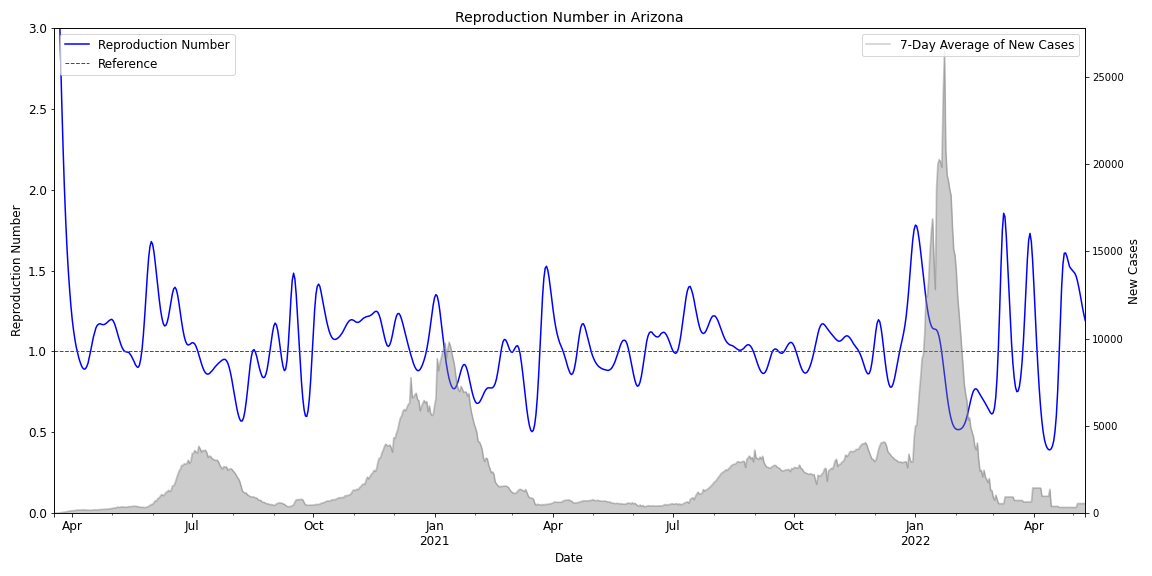 Reproduction Number in Arizona
Reproduction Number
Reference
7-Day Average of New Cases
3.0
2.5
2.0
1.5
1.0
0.5
0.0
Reproduction Number
25000
20000
15000
10000
5000
0
New Cases
Apr
Jul
Oct
Jan
2021
Apr
Jul
Oct
Jan
2022
Apr
Date